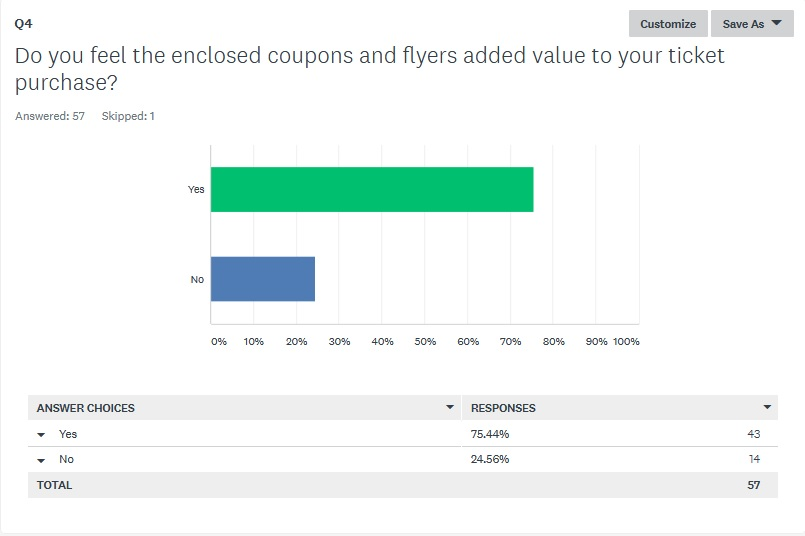 Q4
Customize
Save As
Do you feel the enclosed coupons and flyers added value to your ticket
purchase?
Answered: 57 Skipped: 1
Yes
No
0% 10% 20% 30% 40% 50% 60% 70% 80% 90% 100%
ANSWER CHOICES RESPONSES
Yes 75.44% 43
No 24.56% 14
TOTAL 57